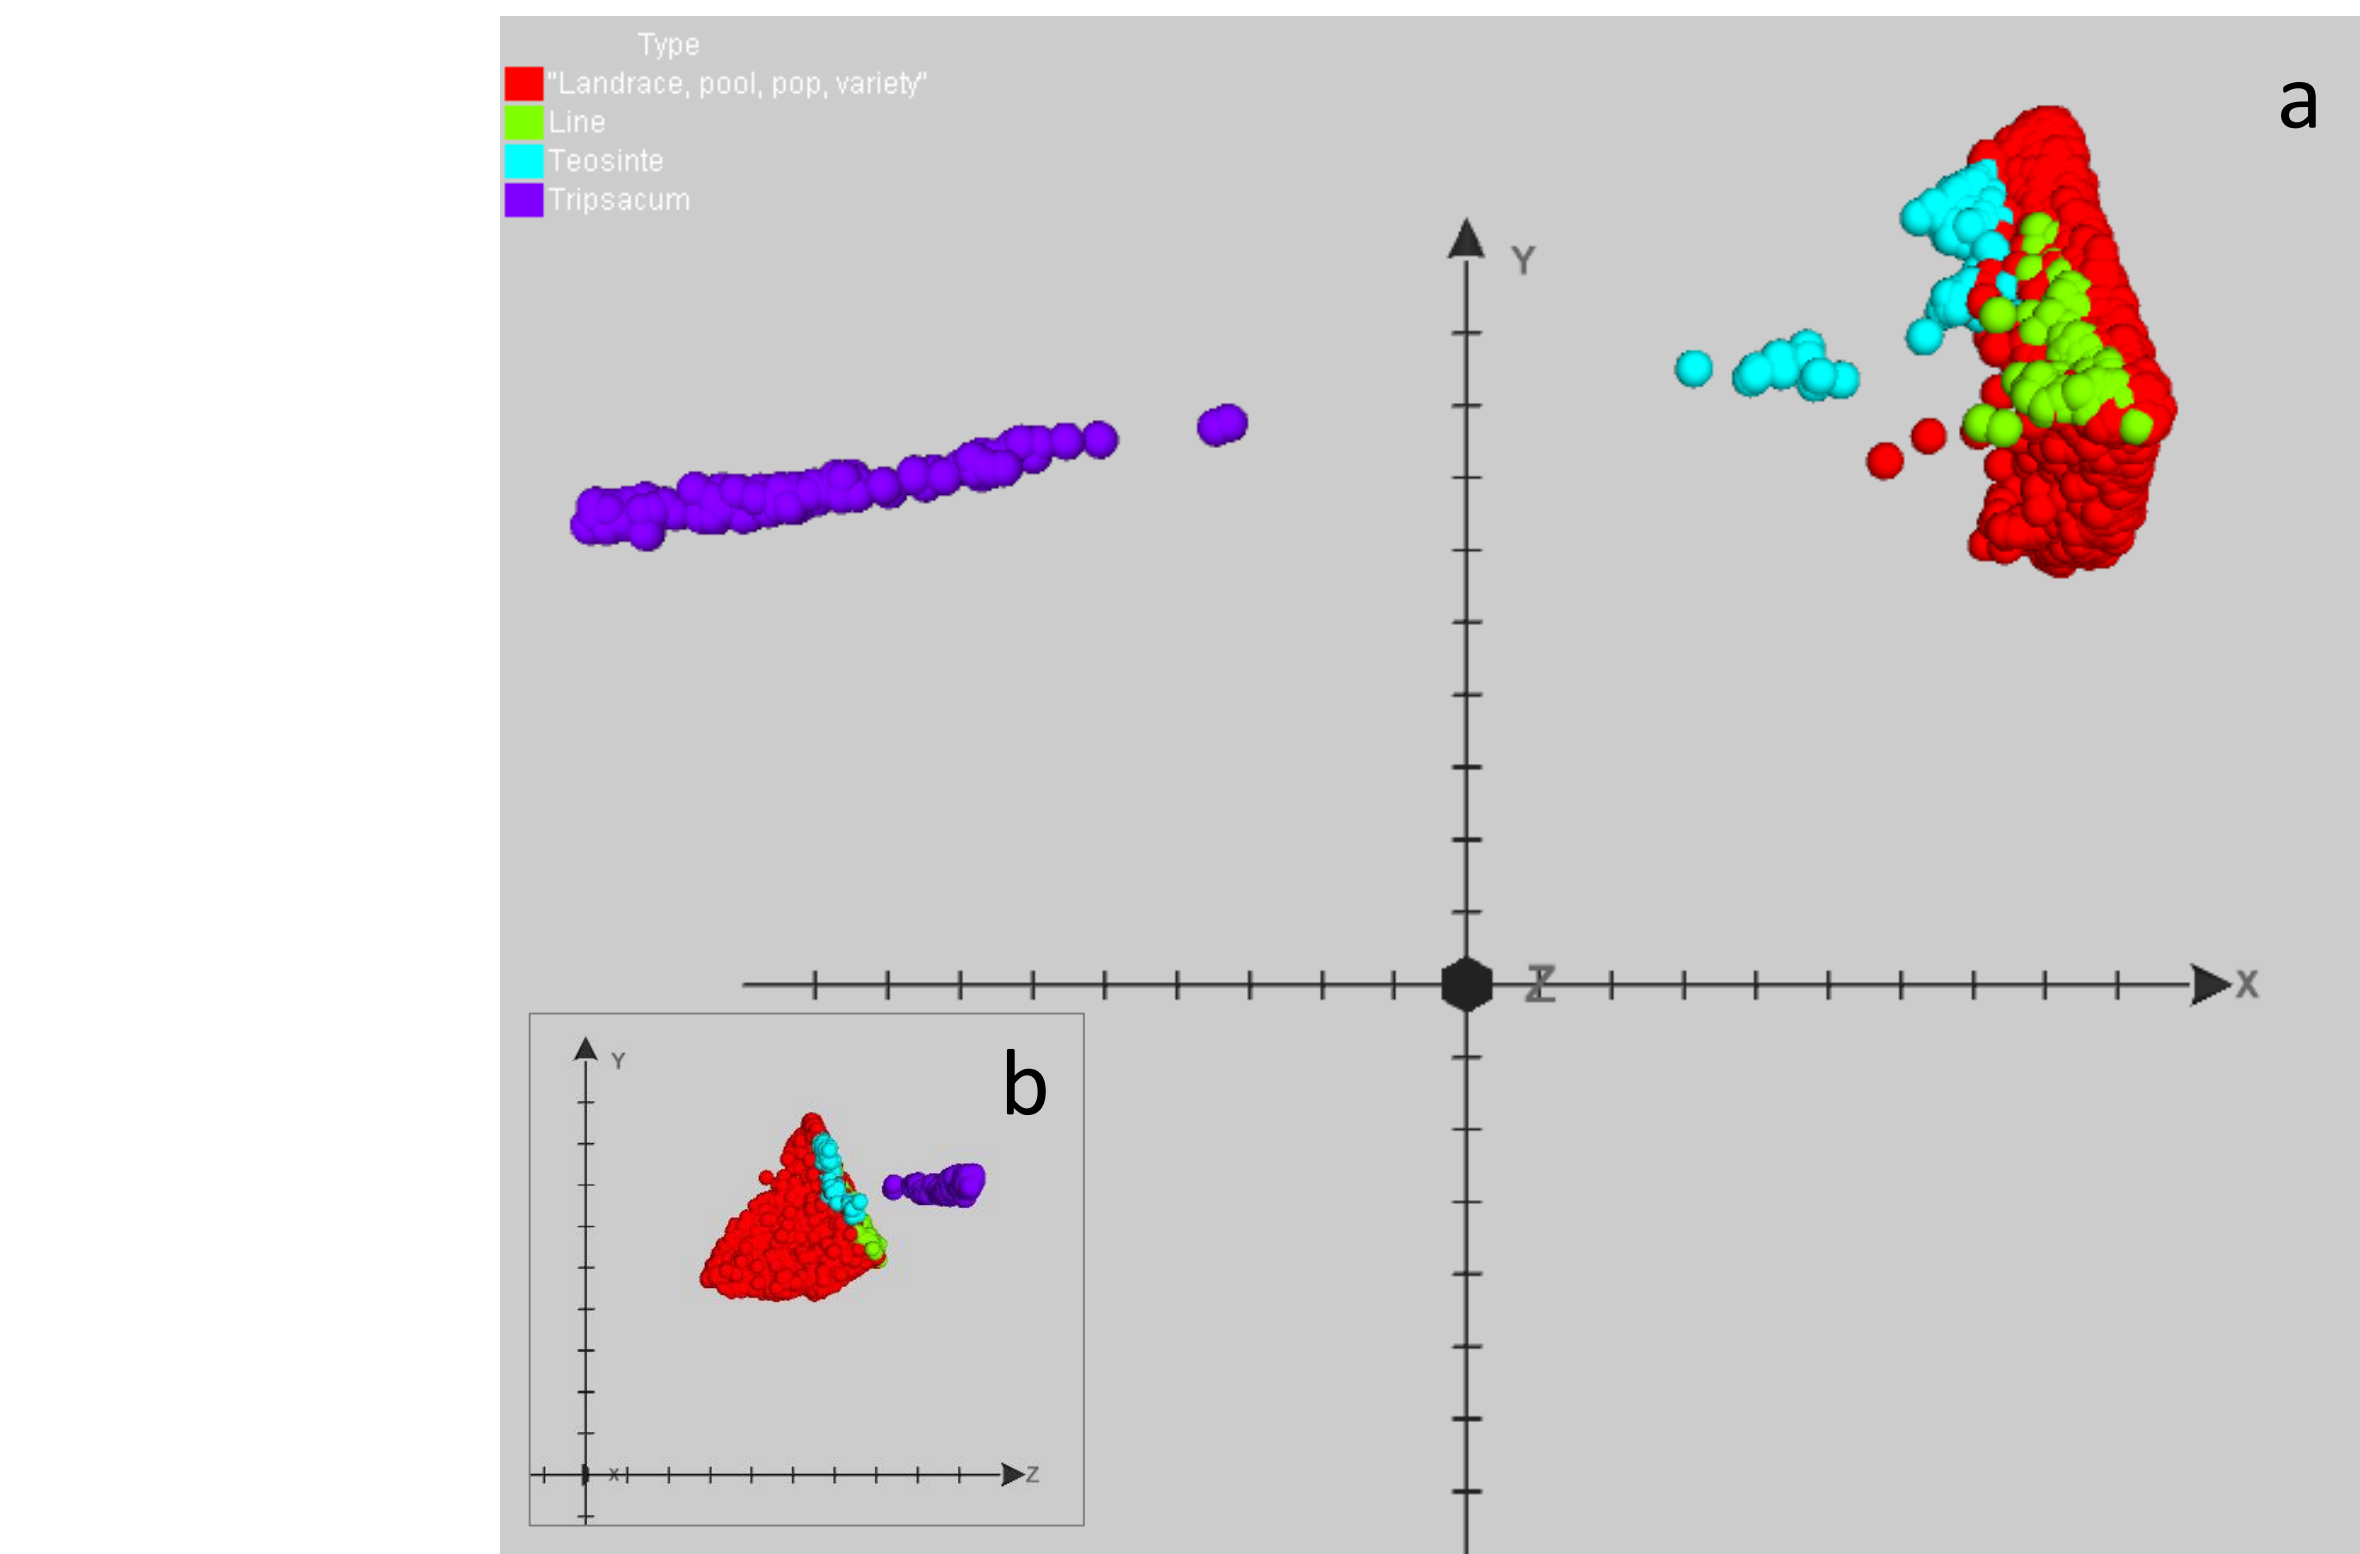 Type
"Landrace, pool, pop, variety"
Line
Teosinte
Tripsacum
a
Y
Z
X
b
Y
X
Z